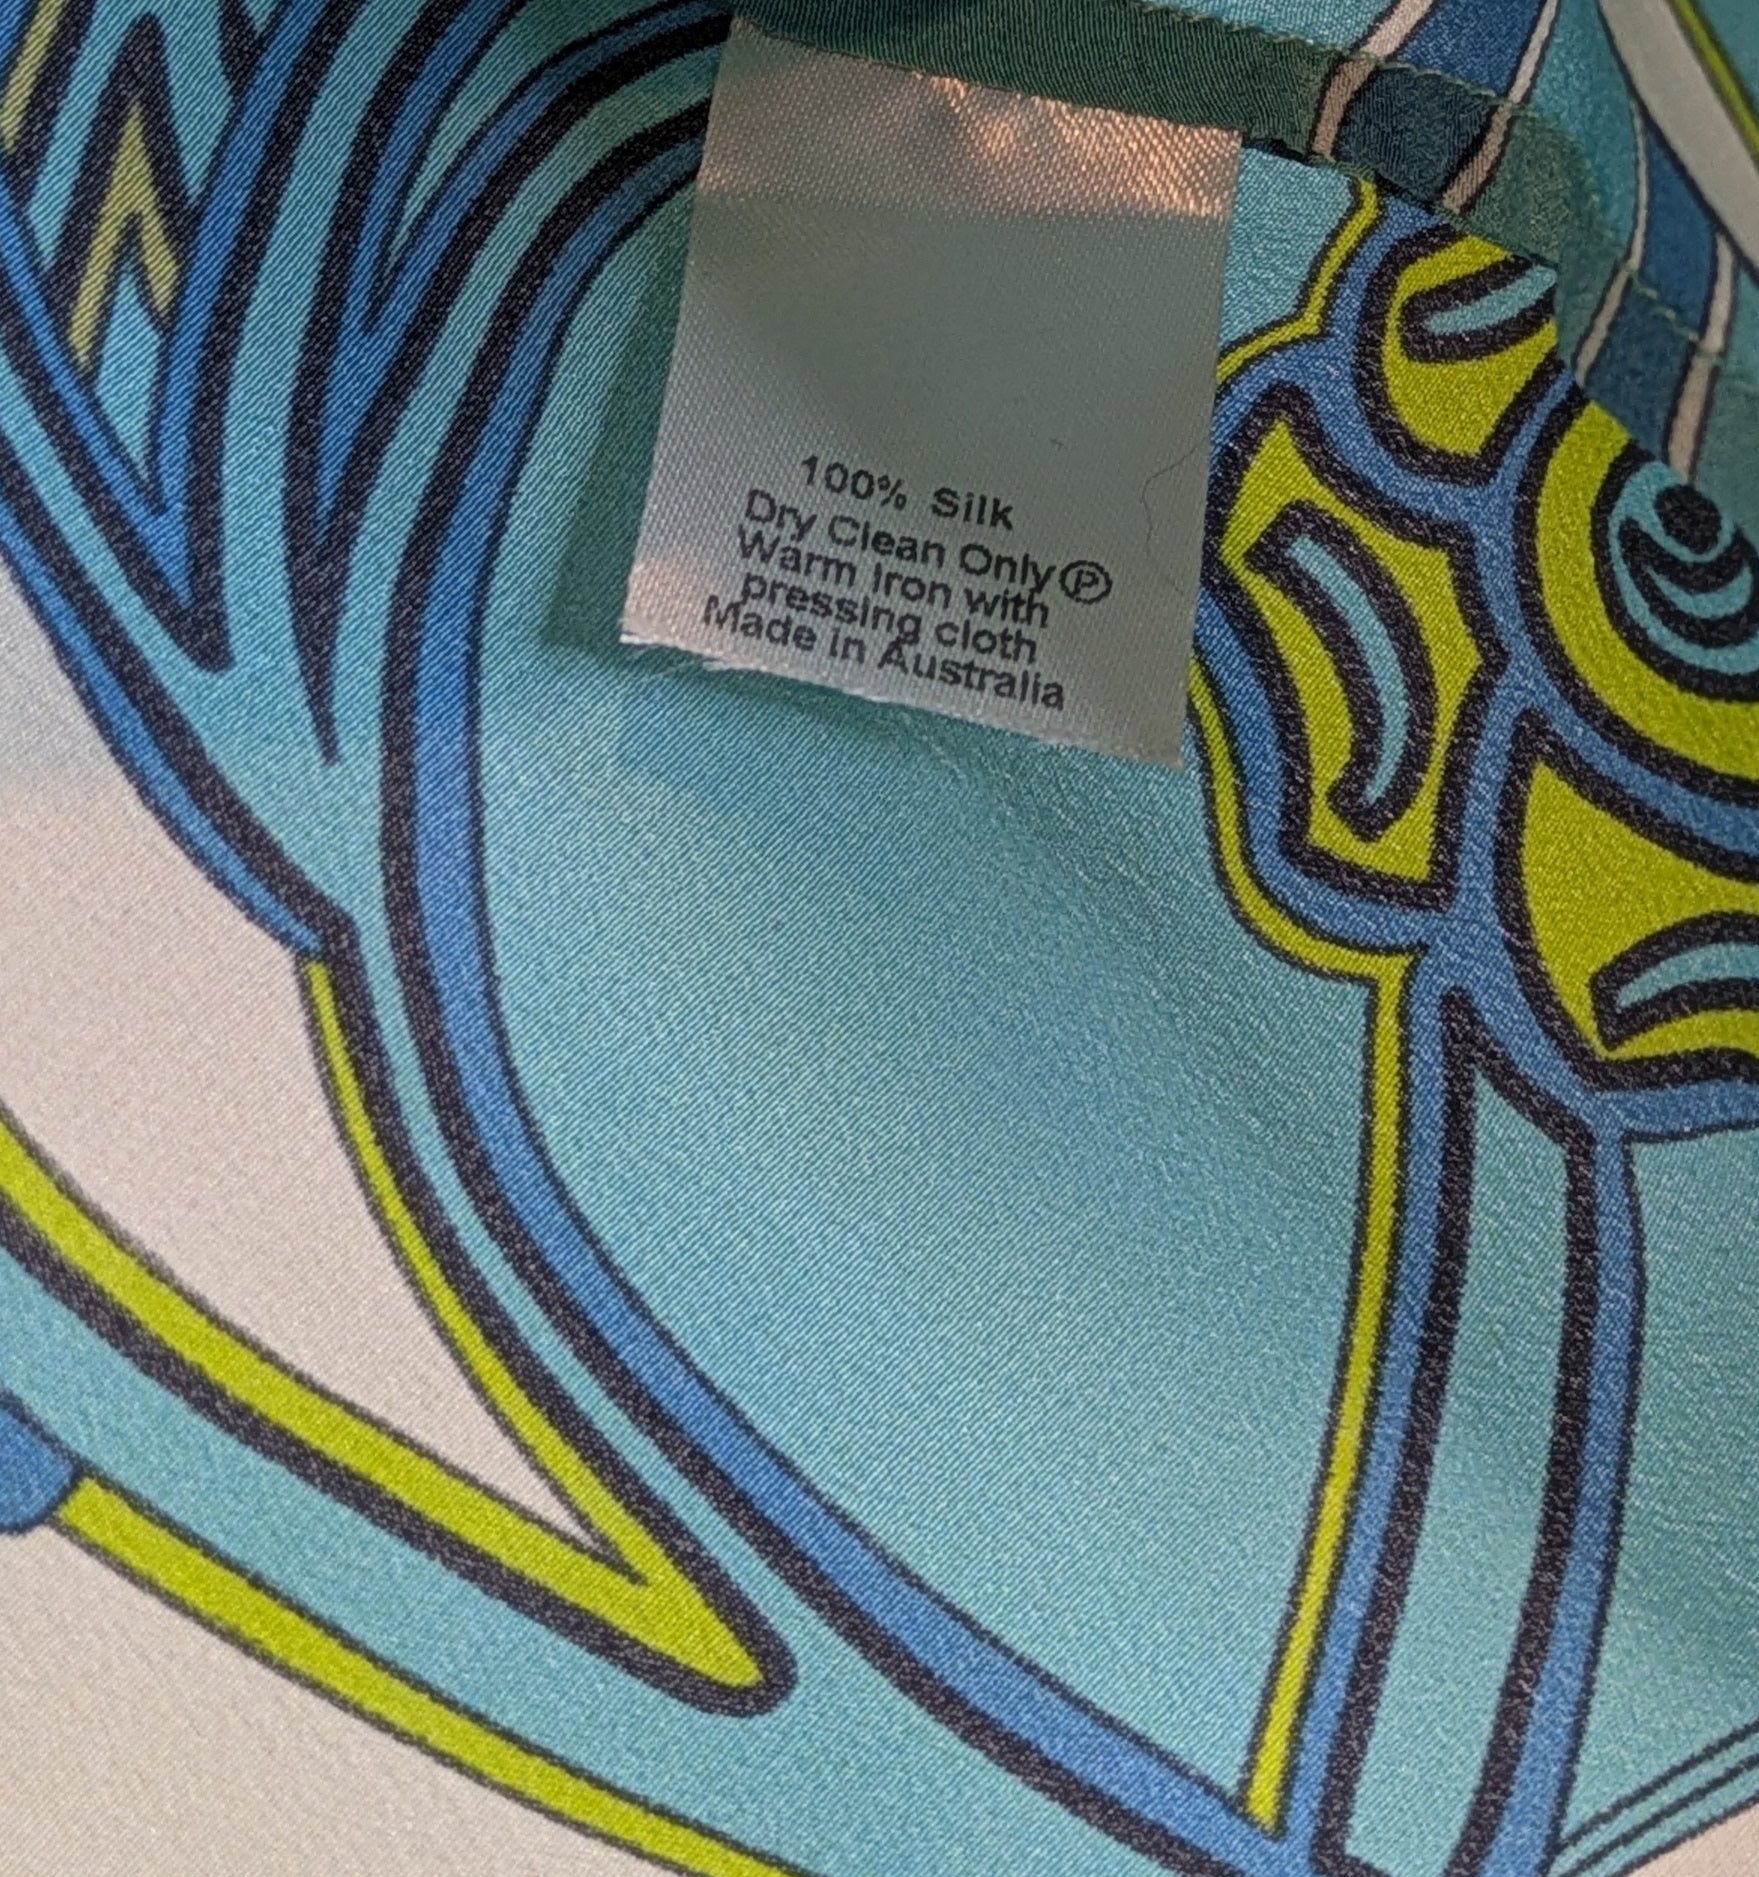 100% Silk
Dry Clean Only Ⓟ
Warm Iron with
pressing cloth
Made in Australia